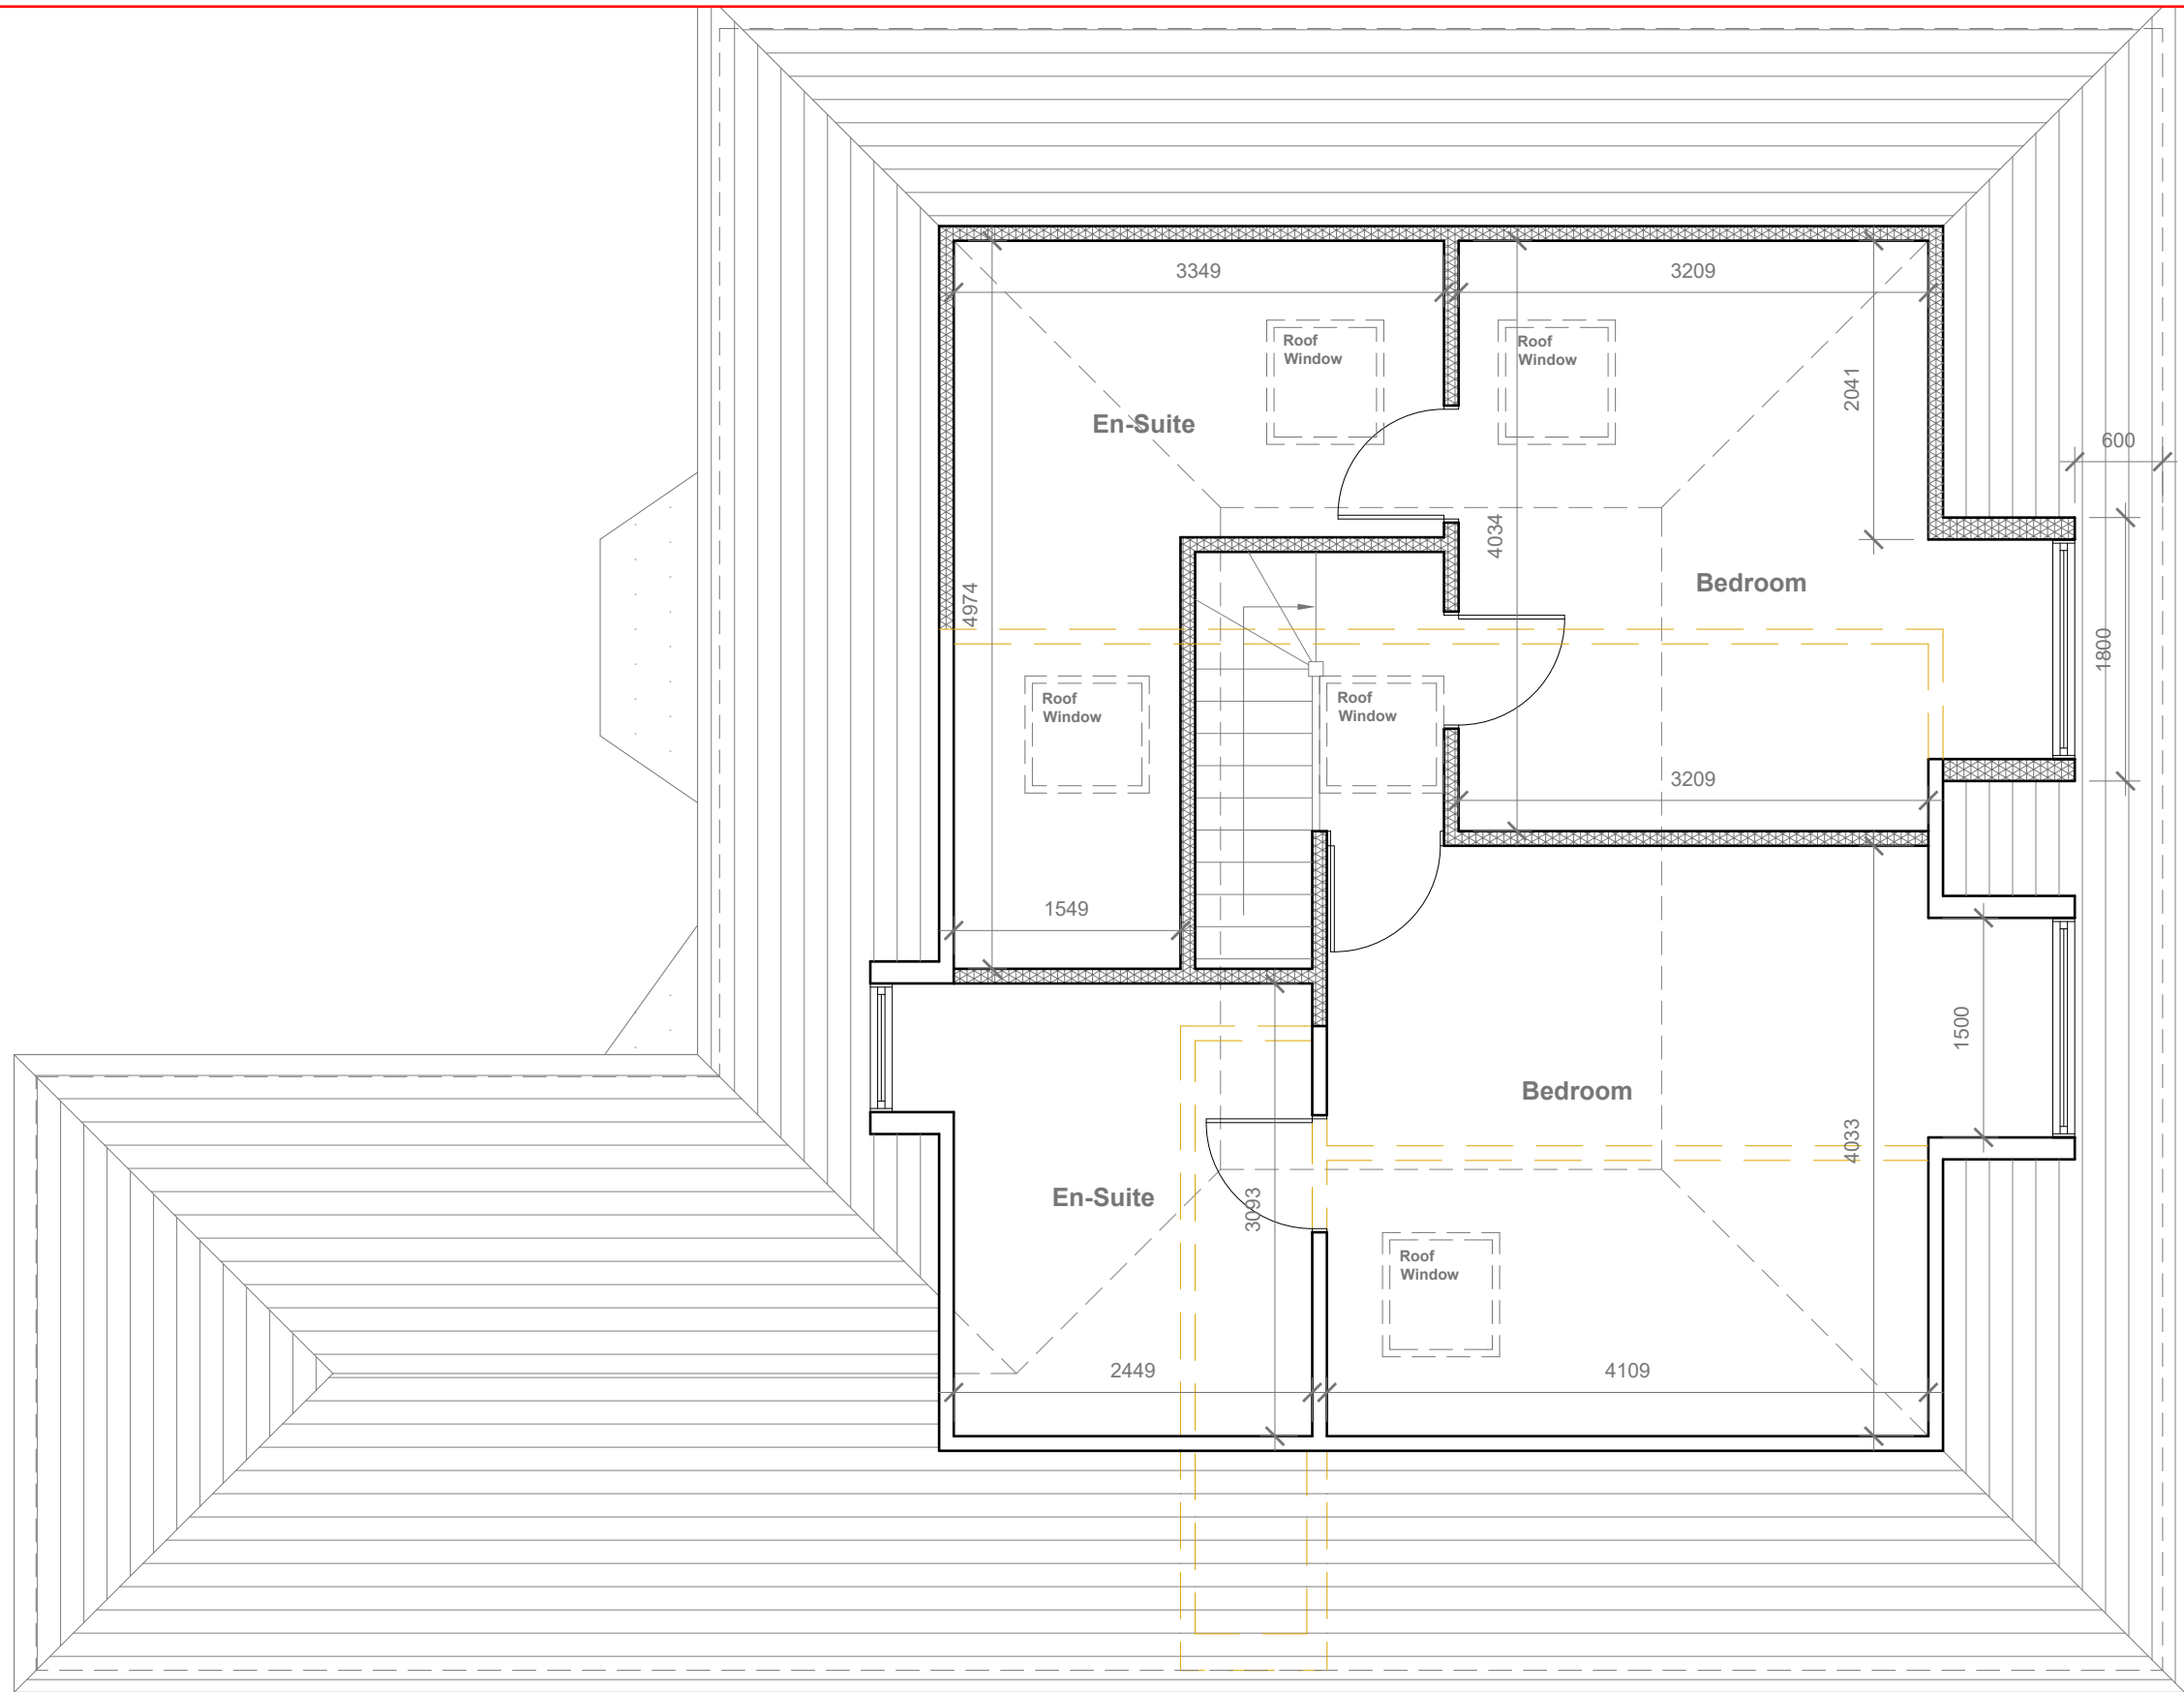 3349
3209
Roof
Window
Roof
Window
2041
En-Suite
600
4034
Bedroom
4974
1800
Roof
Window
Roof
Window
3209
1549
1500
Bedroom
4033
En-Suite
3093
Roof
Window
2449
4109